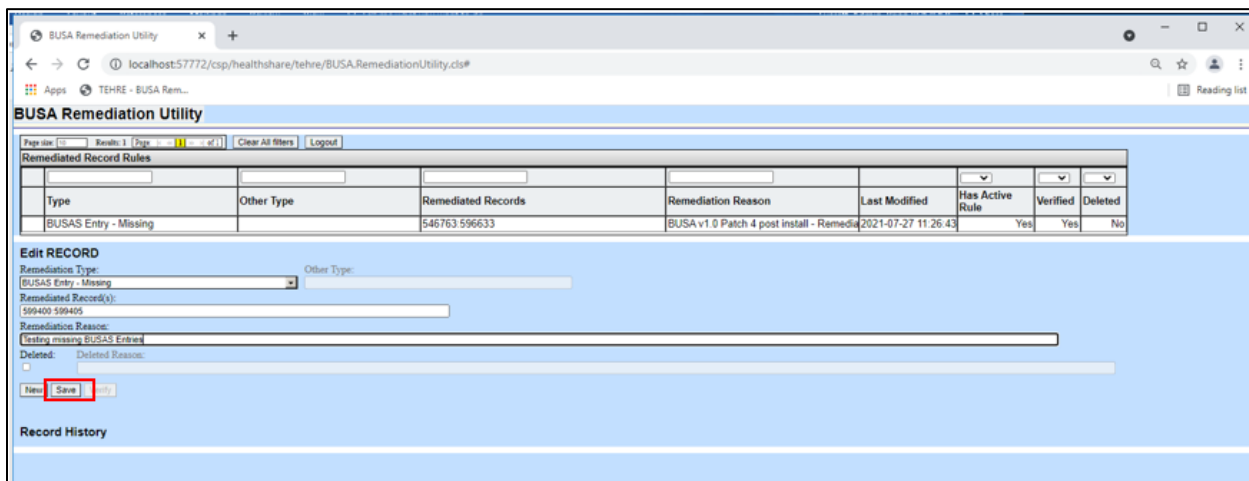 BUSA Remediation Utility
localhost:57772/csp/healthshare/tehre/BUSA.RemediationUtility.cls#
Apps TEHRE - BUSA Rem... Reading list
BUSA Remediation Utility
Page size: Results: 1 Page |< < 1 > >| of 1 Clear All filters Logout
Remediated Record Rules
Type Other Type Remediated Records Remediation Reason Last Modified Has Active Rule Verified Deleted
BUSAS Entry - Missing 546763:596633 BUSA v1.0 Patch 4 post install - Remedia 2021-07-27 11:26:43 Yes Yes No
Edit RECORD
Remediation Type: Other Type:
BUSAS Entry - Missing
Remediated Record(s):
599400:599405
Remediation Reason:
Testing missing BUSAS Entries
Deleted: Deleted Reason:
New Save Verify
Record History